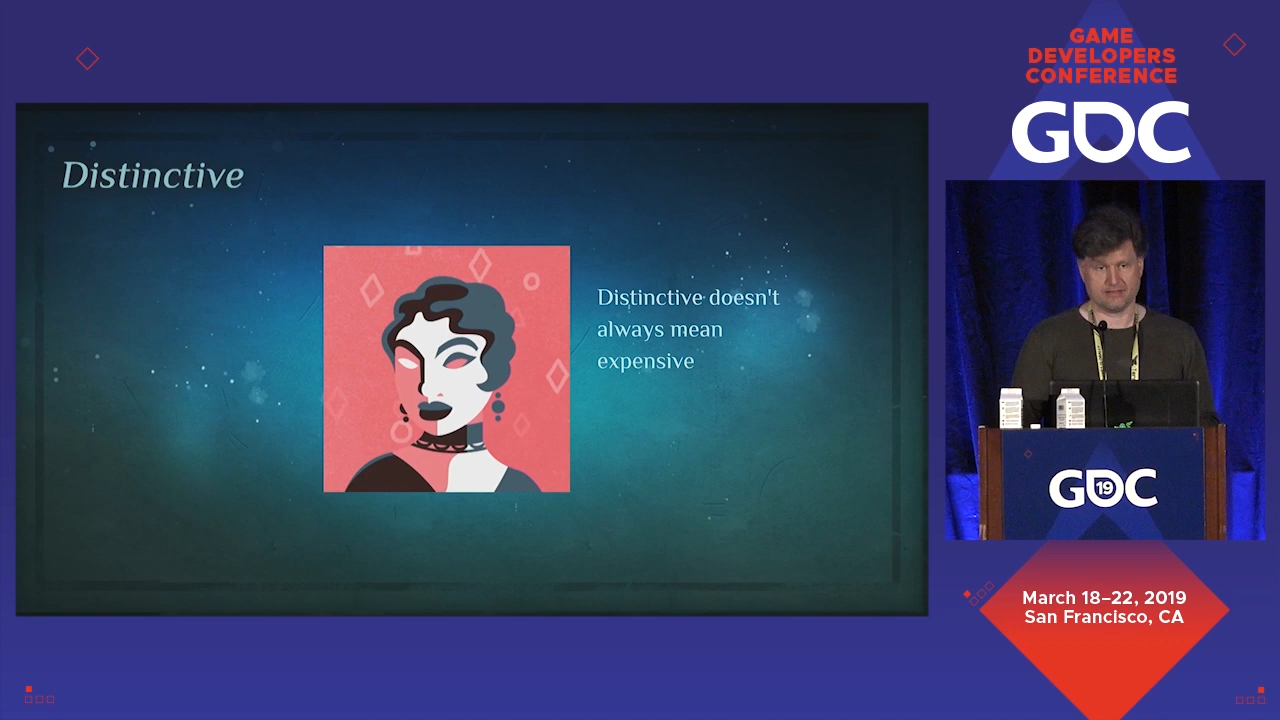 GAME
DEVELOPERS
CONFERENCE
GDC
Distinctive
Distinctive doesn't
always mean
expensive
GDC
19
March 18–22, 2019
San Francisco, CA